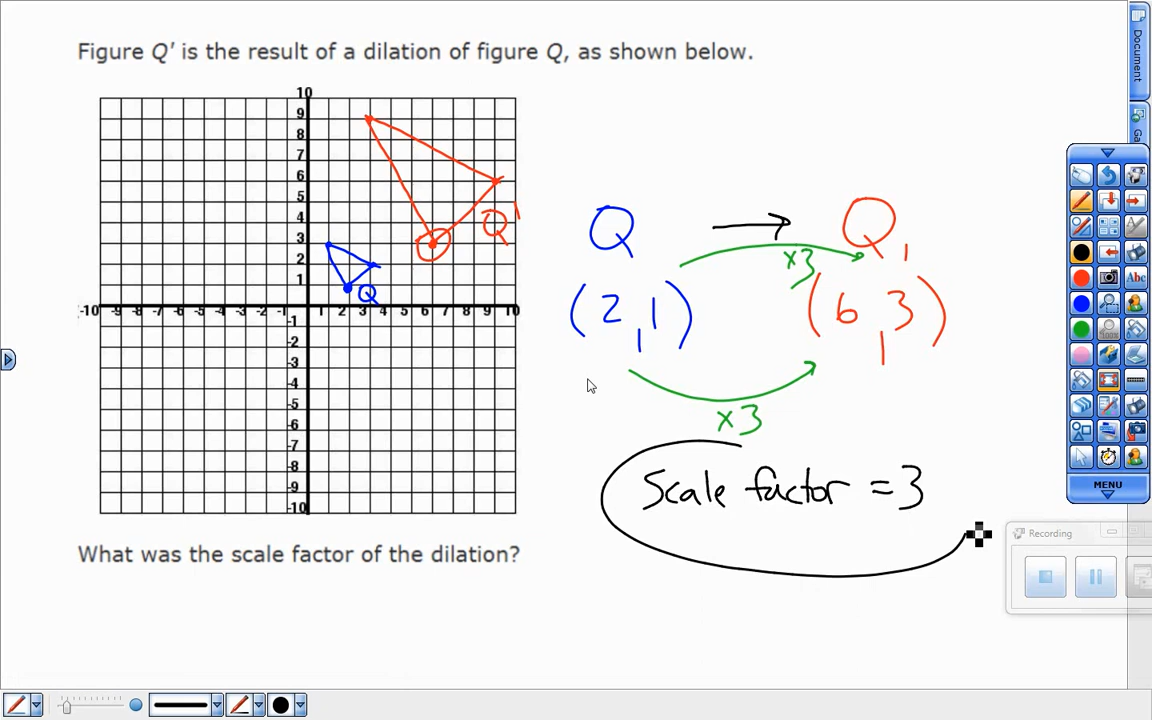 Figure Q' is the result of a dilation of figure Q, as shown below.
10
9
8
7
6
5
4
3
2
1
-10 -9 -8 -7 -6 -5 -4 -3 -2 -1 1 2 3 4 5 6 7 8 9 10
-1
-2
-3
-4
-5
-6
-7
-8
-9
-10
Q'
Q
Q → Q'
×3
(2,1) (6,3)
×3
Scale factor = 3
What was the scale factor of the dilation?
Document
Ga
Abc
MENU
Recording